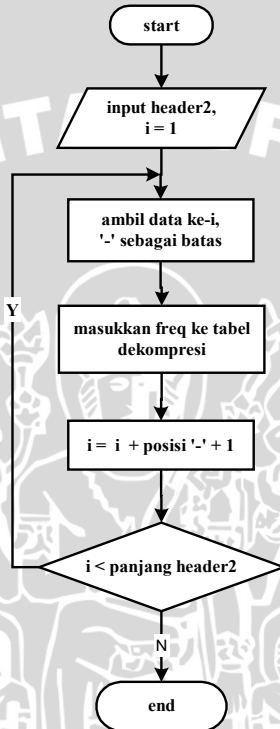 start
input header2,
i = 1
ambil data ke-i,
'-' sebagai batas
Y
masukkan freq ke tabel
dekompresi
i = i + posisi '-' + 1
i < panjang header2
N
end